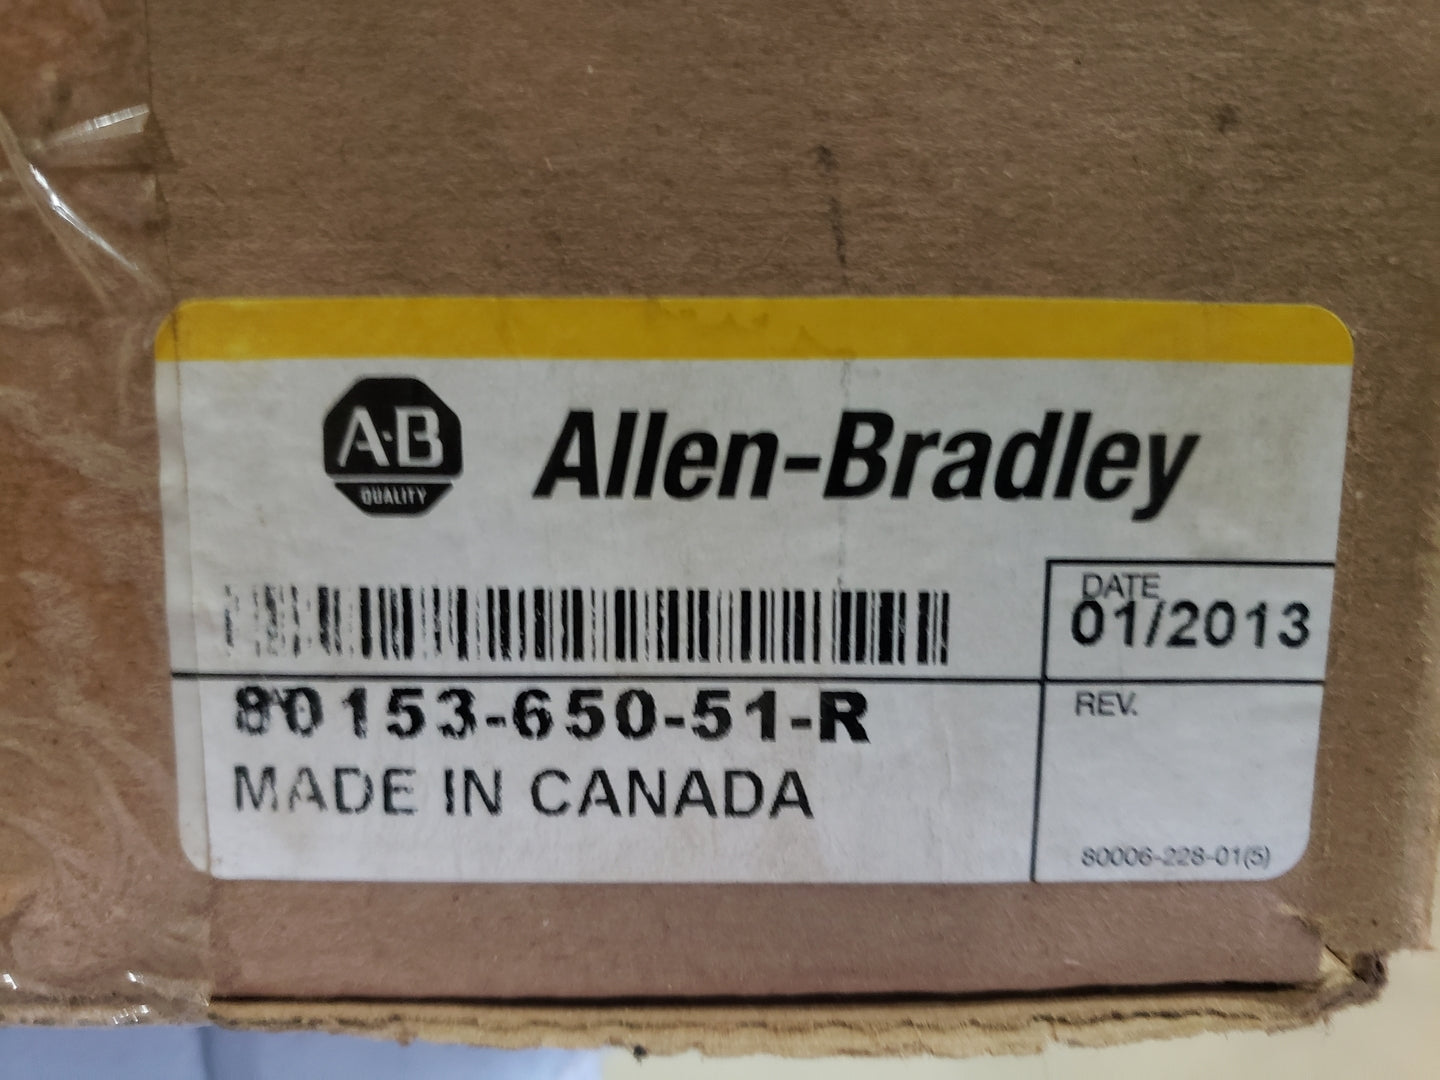 A-B
QUALITY
Allen-Bradley
DATE
01/2013
80153-650-51-R
MADE IN CANADA
REV.
80006-228-01(5)